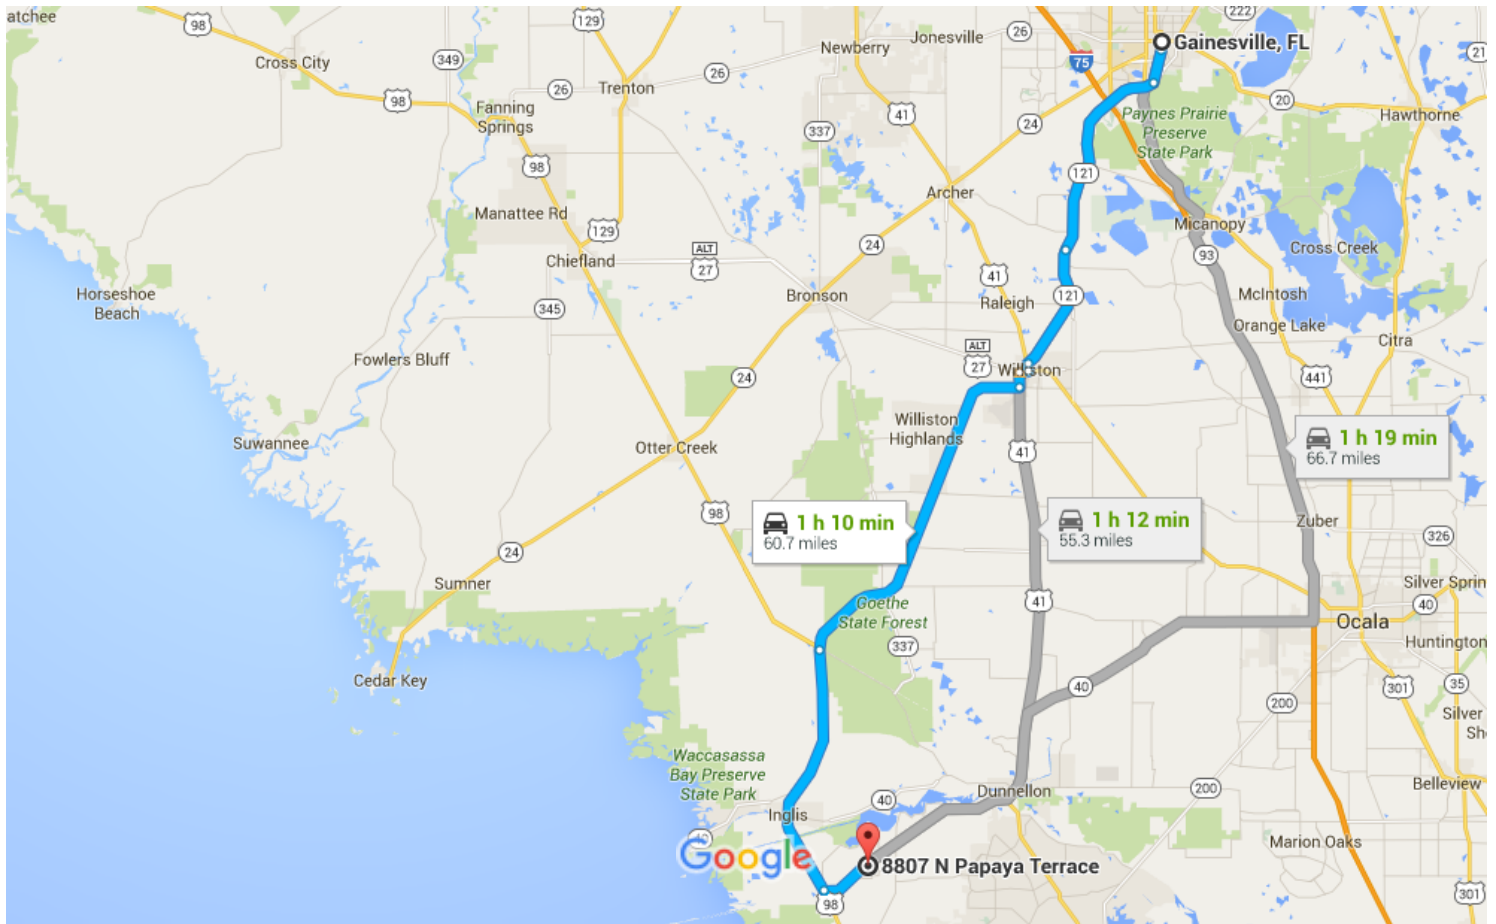 atchee
98
129
222
Gainesville, FL
Jonesville
26
Newberry
21
Cross City
349
75
26
Trenton
26
98
Fanning
Springs
20
Hawthorne
41
24
Paynes Prairie
Preserve
State Park
337
98
121
Archer
Manattee Rd
129
Micanopy
24
ALT
27
Chiefland
93
Cross Creek
41
Horseshoe
Beach
Bronson
Raleigh
121
McIntosh
345
Orange Lake
Citra
Fowlers Bluff
ALT
27
Williston
24
441
Williston
Highlands
Suwannee
Otter Creek
41
1 h 19 min
66.7 miles
98
1 h 10 min
60.7 miles
1 h 12 min
55.3 miles
Zuber
326
24
Sumner
Silver Sprin
40
Goethe
State Forest
41
Ocala
Huntington
337
Cedar Key
40
301
35
200
Silver
Sh
Waccasassa
Bay Preserve
State Park
Belleview
Dunnellon
200
40
Inglis
40
Marion Oaks
Google
8807 N Papaya Terrace
98
301